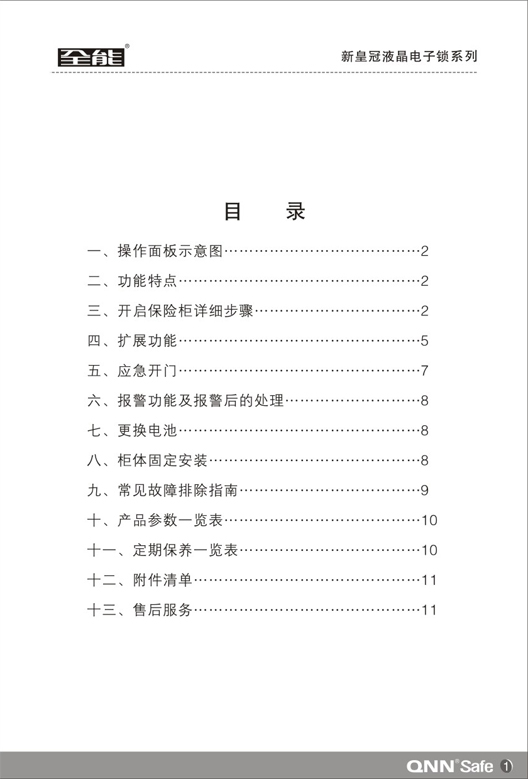 全能®
新皇冠液晶电子锁系列
目 录
一、操作面板示意图……………………………………2
二、功能特点……………………………………………2
三、开启保险柜详细步骤………………………………2
四、扩展功能……………………………………………5
五、应急开门……………………………………………7
六、报警功能及报警后的处理…………………………8
七、更换电池……………………………………………8
八、柜体固定安装………………………………………8
九、常见故障排除指南…………………………………9
十、产品参数一览表……………………………………10
十一、定期保养一览表…………………………………10
十二、附件清单…………………………………………11
十三、售后服务…………………………………………11
QNN®Safe 1